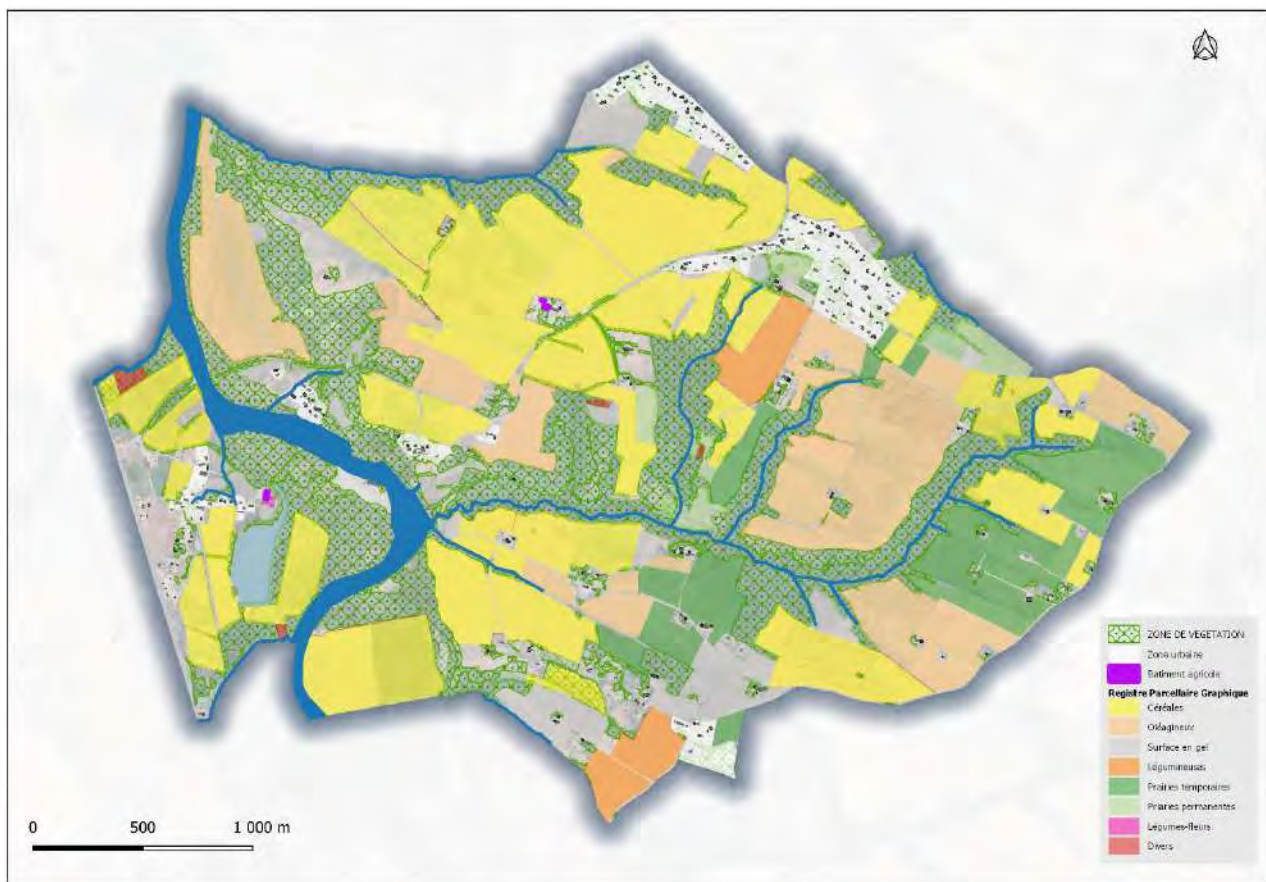 0 500 1 000 m
ZONE DE VEGETATION
Zone urbaine
Batiment agricole
Registre Parcellaire Graphique
Céréales
Oléagineux
Surface en gel
Légumineuses
Prairies temporaires
Priaries permanentes
Légumes-fleurs
Divers